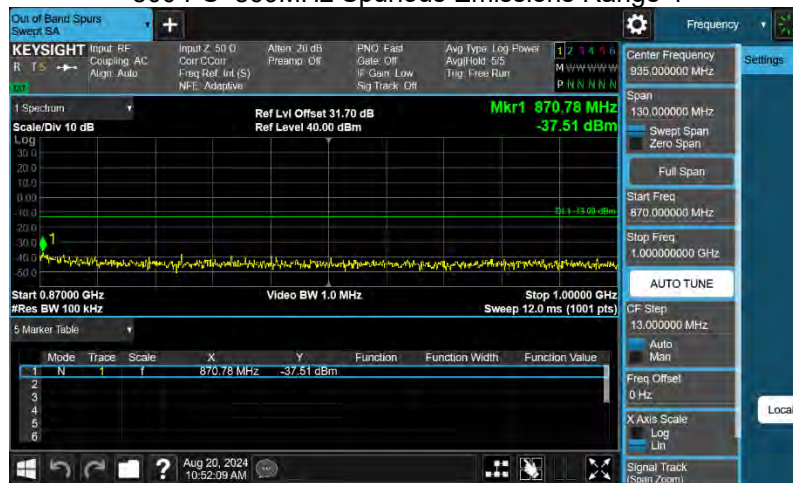 Out of Band Spurs
Swept SA
Frequency
KEYSIGHT
R T S
Input: RF
Coupling: AC
Align: Auto
Input Z: 50 Ω
Corr CCorr
Freq Ref: Int (S)
NFE: Adaptive
Atten: 20 dB
Preamp: Off
PNO: Fast
Gate: Off
IF Gain: Low
Sig Track: Off
Avg Type: Log Power
Avg|Hold: 5/5
Trig: Free Run
1 2 3 4 5 6
M W W W W W
P N N N N N
1 Spectrum
Scale/Div 10 dB
Ref Lvl Offset 31.70 dB
Ref Level 40.00 dBm
Mkr1 870.78 MHz
-37.51 dBm
Log
30.0
20.0
10.0
0.00
-10.0
-20.0
-30.0
-40.0
-50.0
DL1 -13.00 dBm
1
Start 0.87000 GHz
#Res BW 100 kHz
Video BW 1.0 MHz
Stop 1.00000 GHz
Sweep 12.0 ms (1001 pts)
5 Marker Table
Mode Trace Scale X Y Function Function Width Function Value
1 N 1 f 870.78 MHz -37.51 dBm
2
3
4
5
6
Aug 20, 2024
10:52:09 AM
Center Frequency
935.000000 MHz
Settings
Span
130.000000 MHz
Swept Span
Zero Span
Full Span
Start Freq
870.000000 MHz
Stop Freq
1.000000000 GHz
AUTO TUNE
CF Step
13.000000 MHz
Auto
Man
Freq Offset
0 Hz
X Axis Scale
Log
Lin
Local
Signal Track
(Span Zoom)